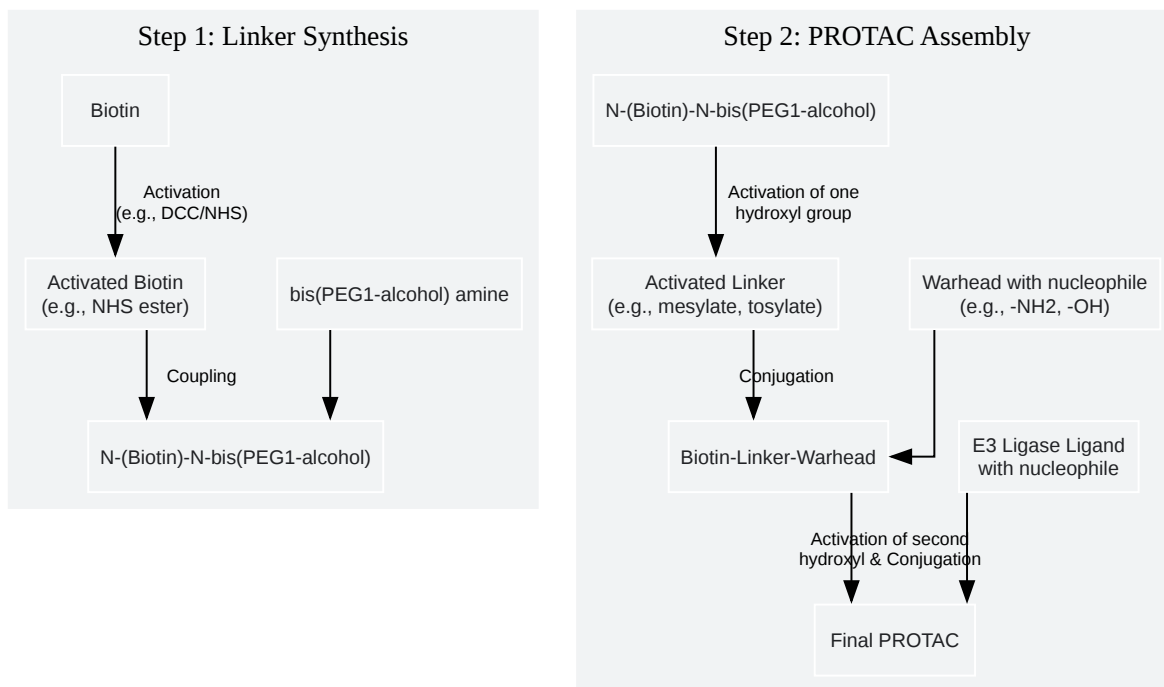 Step 1: Linker Synthesis
Biotin
Activation
(e.g., DCC/NHS)
Activated Biotin
(e.g., NHS ester)
bis(PEG1-alcohol) amine
Coupling
N-(Biotin)-N-bis(PEG1-alcohol)
Step 2: PROTAC Assembly
N-(Biotin)-N-bis(PEG1-alcohol)
Activation of one
hydroxyl group
Activated Linker
(e.g., mesylate, tosylate)
Warhead with nucleophile
(e.g., -NH2, -OH)
Conjugation
Biotin-Linker-Warhead
E3 Ligase Ligand
with nucleophile
Activation of second
hydroxyl & Conjugation
Final PROTAC